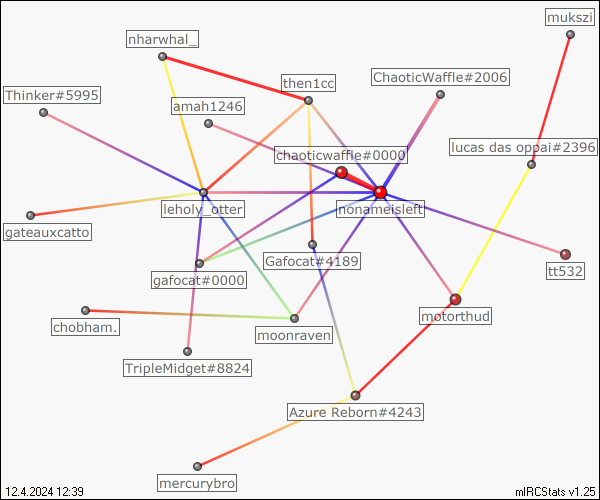 mukszi
nharwhal_
then1cc
ChaoticWaffle#2006
Thinker#5995
amah1246
lucas das oppai#2396
chaoticwaffle#0000
leholy_otter
nonameisleft
gateauxcatto
Gafocat#4189
tt532
gafocat#0000
motorthud
chobham.
moonraven
TripleMidget#8824
Azure Reborn#4243
mercurybro
12.4.2024 12:39
mIRCStats v1.25